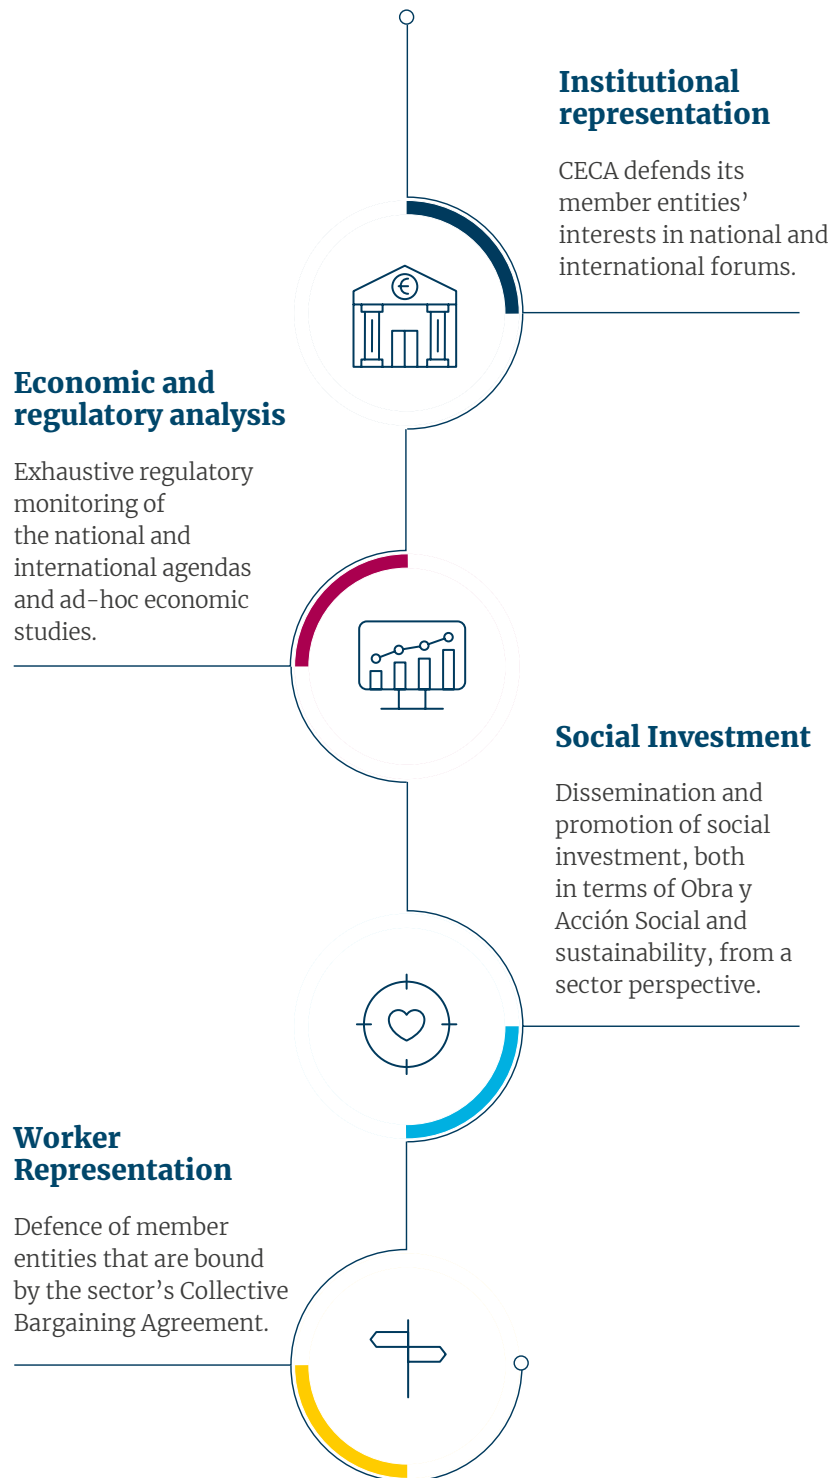 Institutional
representation
CECA defends its
member entities’
interests in national and
international forums.
Economic and
regulatory analysis
Exhaustive regulatory
monitoring of
the national and
international agendas
and ad-hoc economic
studies.
Social Investment
Dissemination and
promotion of social
investment, both
in terms of Obra y
Acción Social and
sustainability, from a
sector perspective.
Worker
Representation
Defence of member
entities that are bound
by the sector’s Collective
Bargaining Agreement.